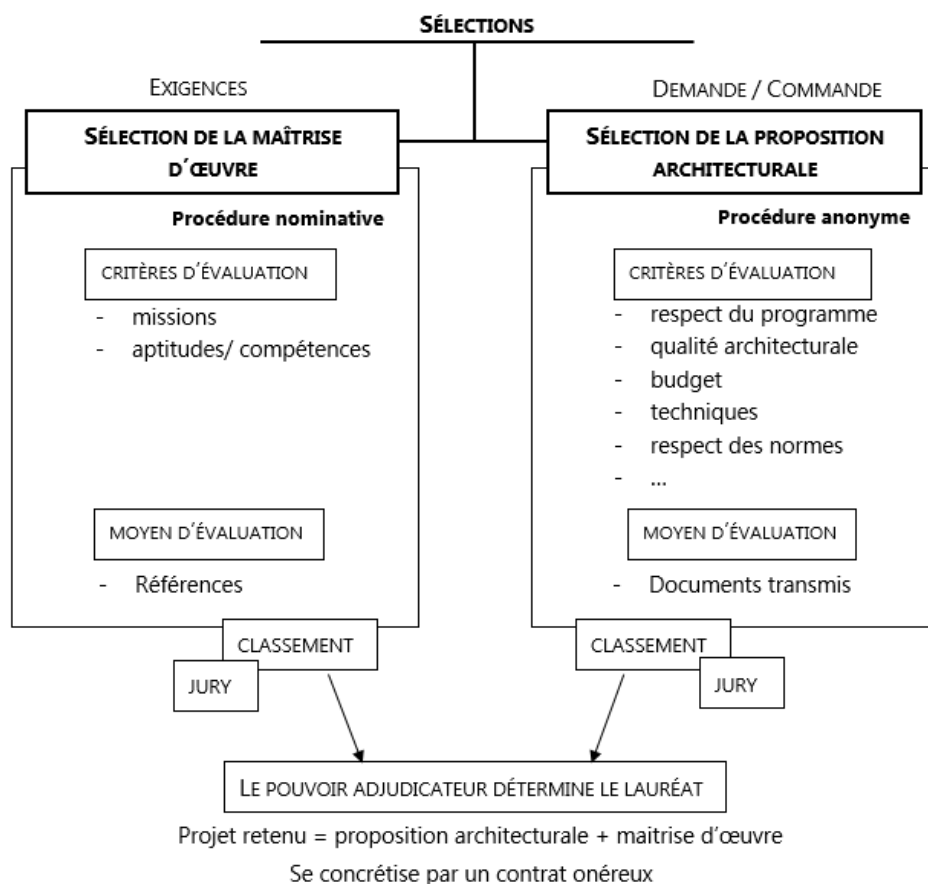 SÉLECTIONS
EXIGENCES
SÉLECTION DE LA MAÎTRISE
D'ŒUVRE
Procédure nominative
CRITÈRES D'ÉVALUATION
- missions
- aptitudes/ compétences
MOYEN D'ÉVALUATION
- Références
CLASSEMENT
JURY
DEMANDE / COMMANDE
SÉLECTION DE LA PROPOSITION
ARCHITECTURALE
Procédure anonyme
CRITÈRES D'ÉVALUATION
- respect du programme
- qualité architecturale
- budget
- techniques
- respect des normes
- ...
MOYEN D'ÉVALUATION
- Documents transmis
CLASSEMENT
JURY
LE POUVOIR ADJUDICATEUR DÉTERMINE LE LAURÉAT
Projet retenu = proposition architecturale + maitrise d'œuvre
Se concrétise par un contrat onéreux